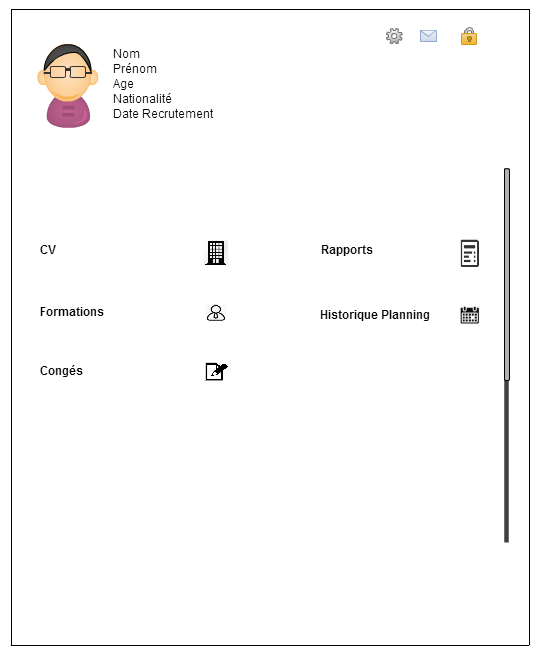 Nom
Prénom
Age
Nationalité
Date Recrutement
CV
Rapports
Formations
Historique Planning
Congés